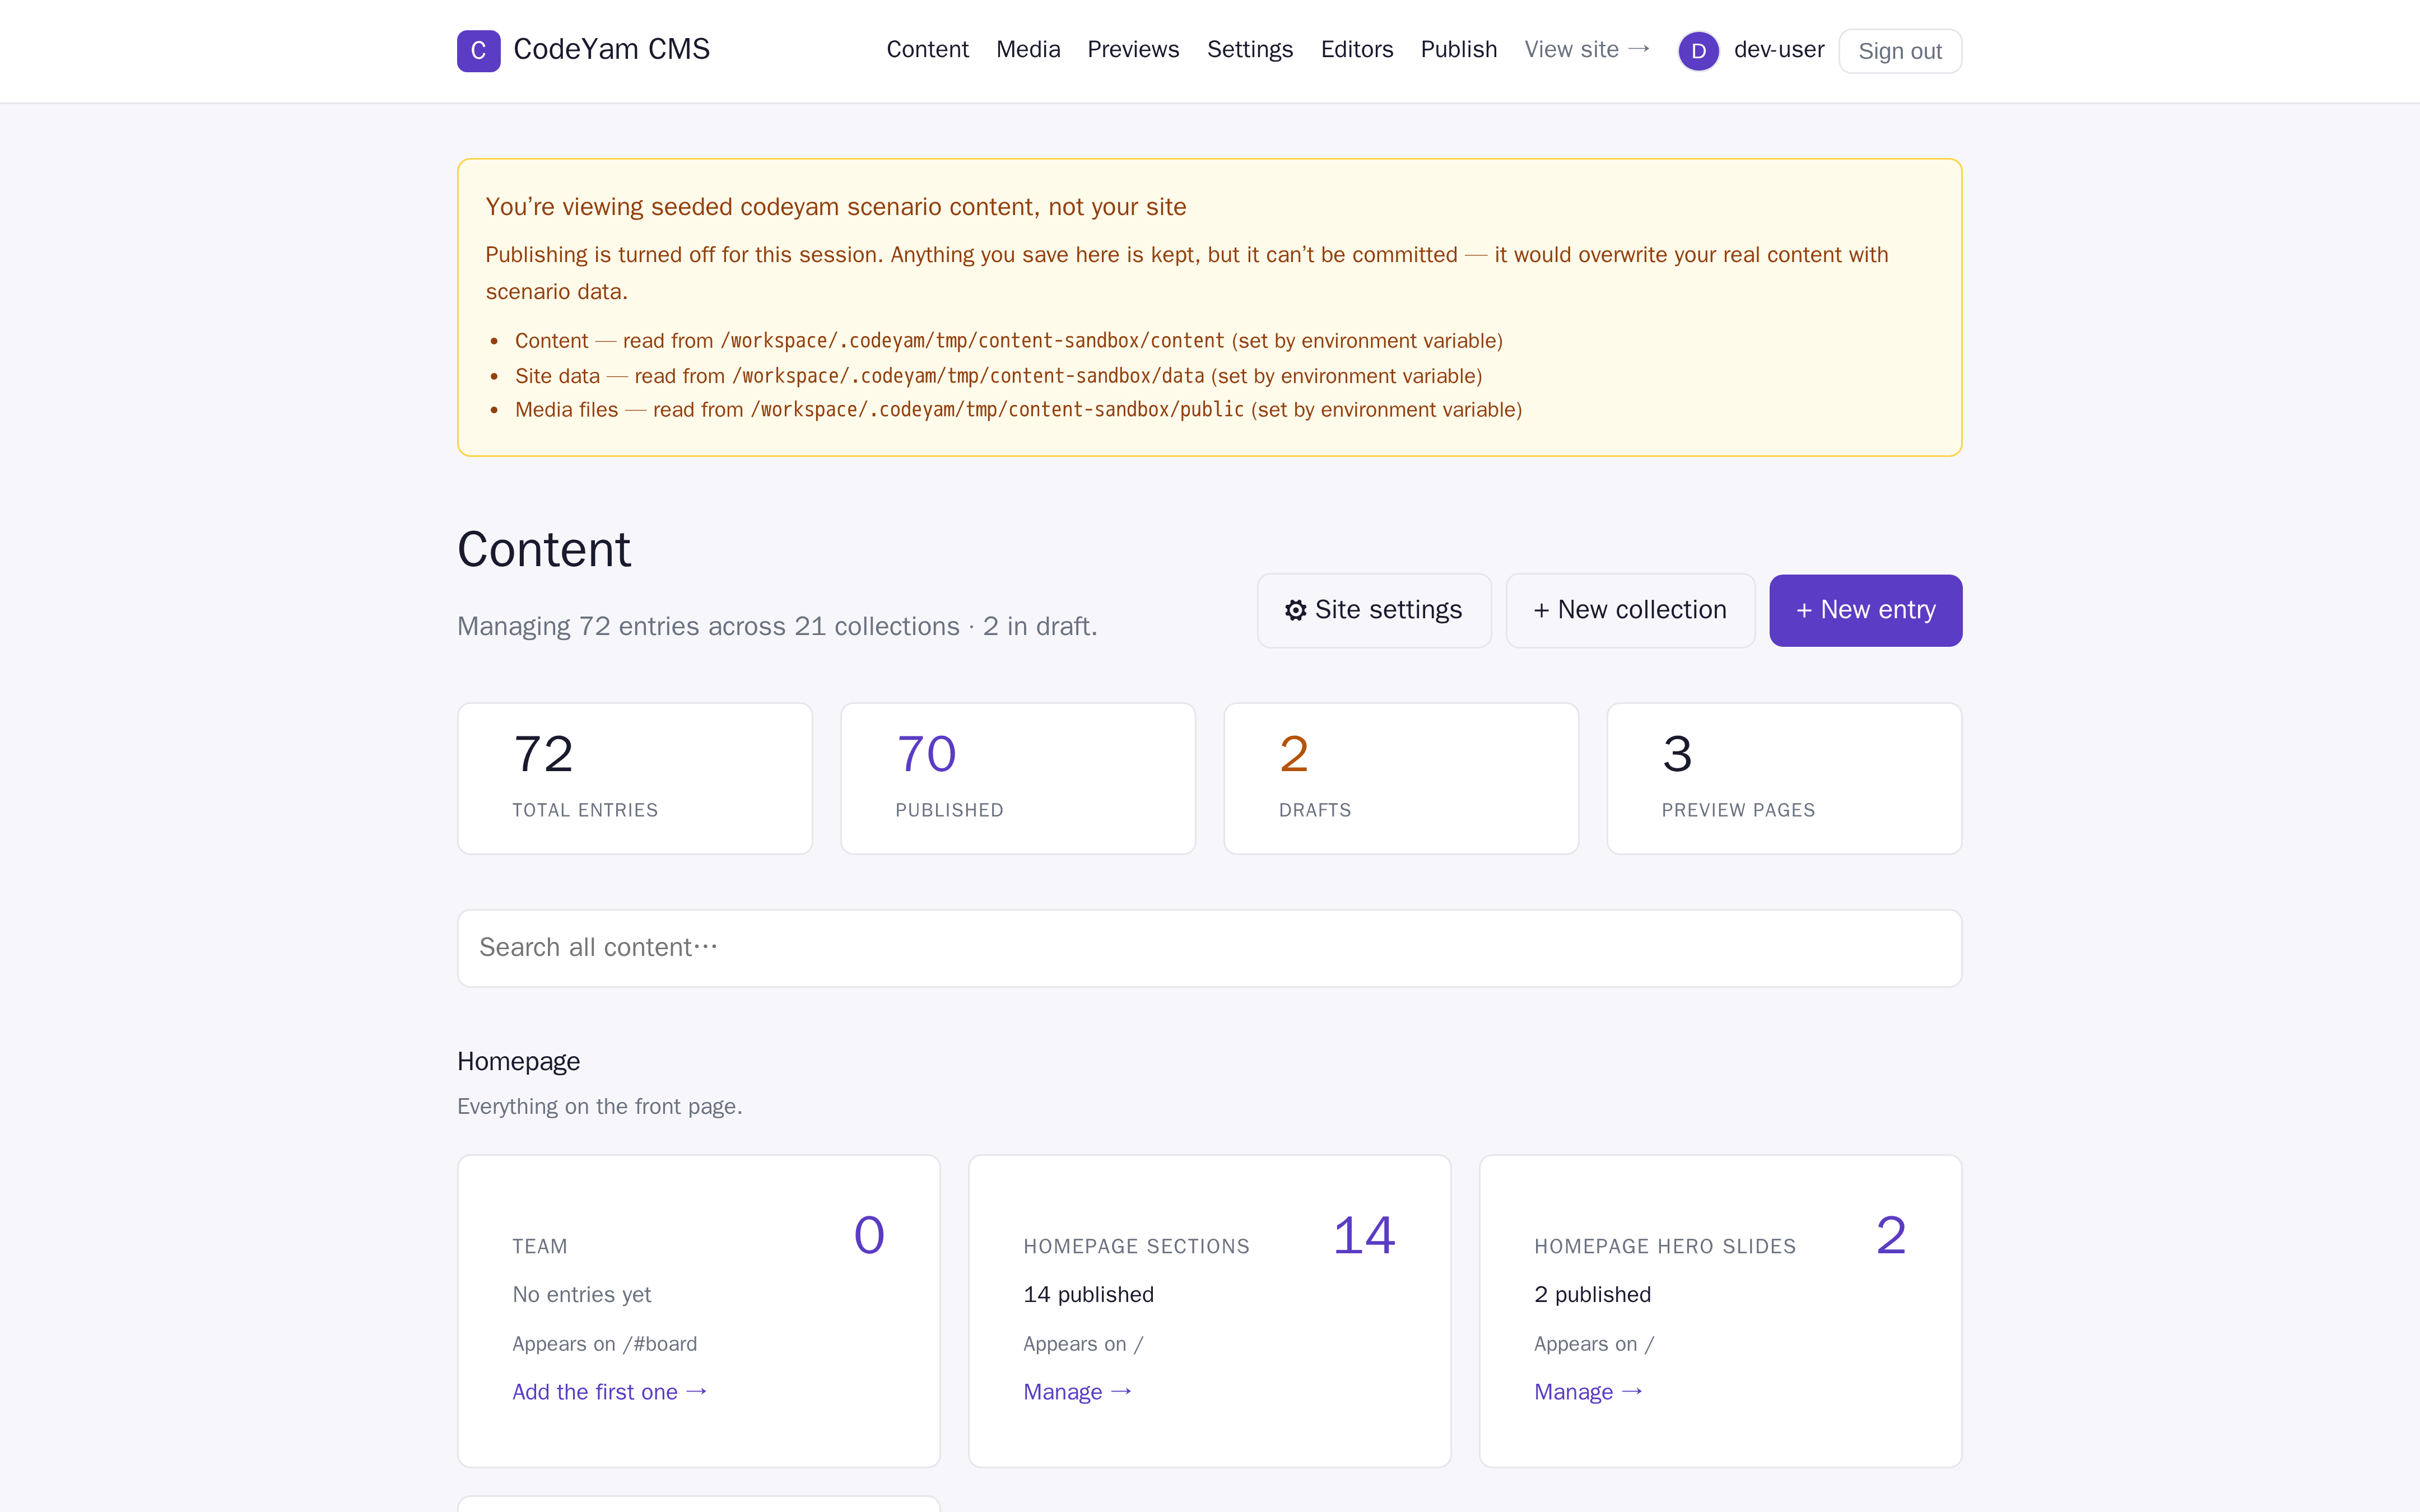 C CodeYam CMS
Content Media Previews Settings Editors Publish View site → D dev-user Sign out
You’re viewing seeded codeyam scenario content, not your site
Publishing is turned off for this session. Anything you save here is kept, but it can’t be committed — it would overwrite your real content with
scenario data.
• Content — read from /workspace/.codeyam/tmp/content-sandbox/content (set by environment variable)
• Site data — read from /workspace/.codeyam/tmp/content-sandbox/data (set by environment variable)
• Media files — read from /workspace/.codeyam/tmp/content-sandbox/public (set by environment variable)
Content
Managing 72 entries across 21 collections · 2 in draft.
⚙ Site settings
+ New collection
+ New entry
72
TOTAL ENTRIES
70
PUBLISHED
2
DRAFTS
3
PREVIEW PAGES
Search all content…
Homepage
Everything on the front page.
TEAM 0
No entries yet
Appears on /#board
Add the first one →
HOMEPAGE SECTIONS 14
14 published
Appears on /
Manage →
HOMEPAGE HERO SLIDES 2
2 published
Appears on /
Manage →